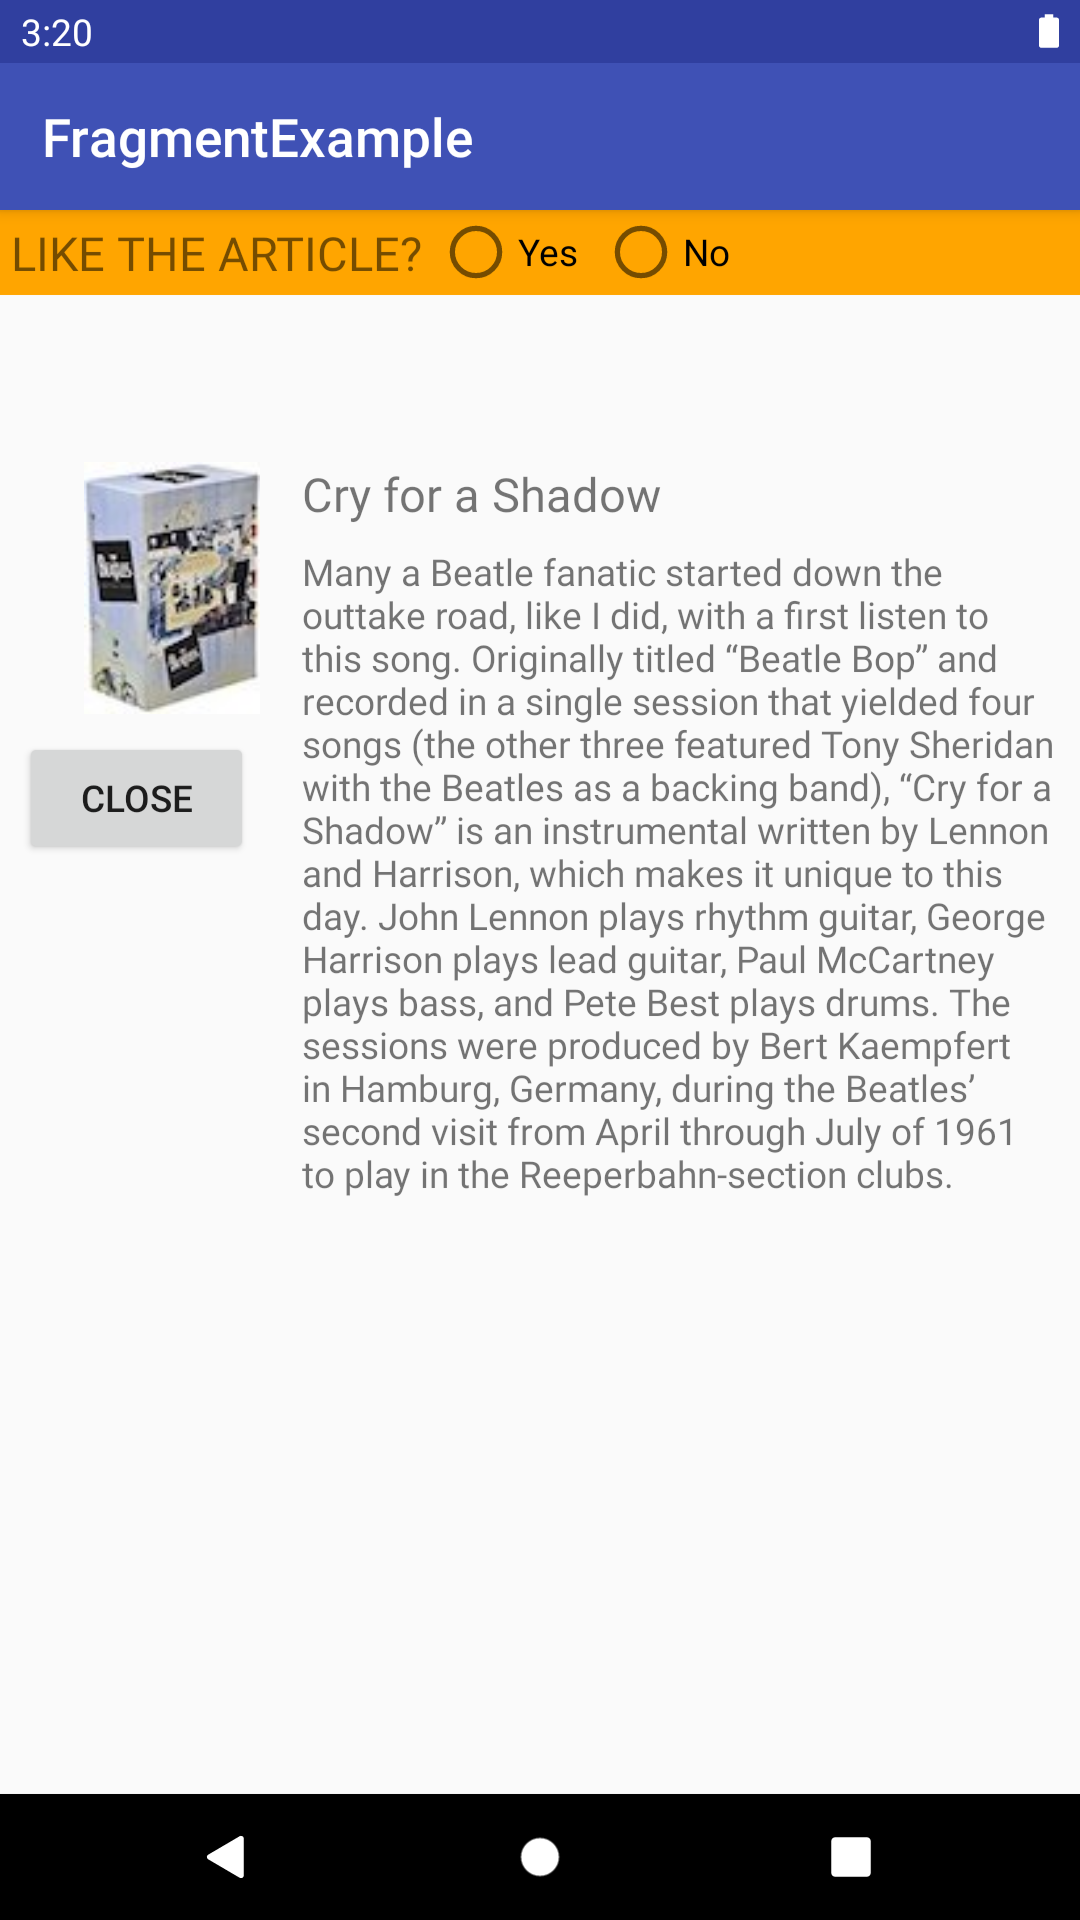 3:20
FragmentExample
LIKE THE ARTICLE? Yes No
Cry for a Shadow
Many a Beatle fanatic started down the
outtake road, like I did, with a first listen to
this song. Originally titled “Beatle Bop” and
recorded in a single session that yielded four
songs (the other three featured Tony Sheridan
with the Beatles as a backing band), “Cry for a
Shadow” is an instrumental written by Lennon
and Harrison, which makes it unique to this
day. John Lennon plays rhythm guitar, George
Harrison plays lead guitar, Paul McCartney
plays bass, and Pete Best plays drums. The
sessions were produced by Bert Kaempfert
in Hamburg, Germany, during the Beatles’
second visit from April through July of 1961
to play in the Reeperbahn-section clubs.
CLOSE